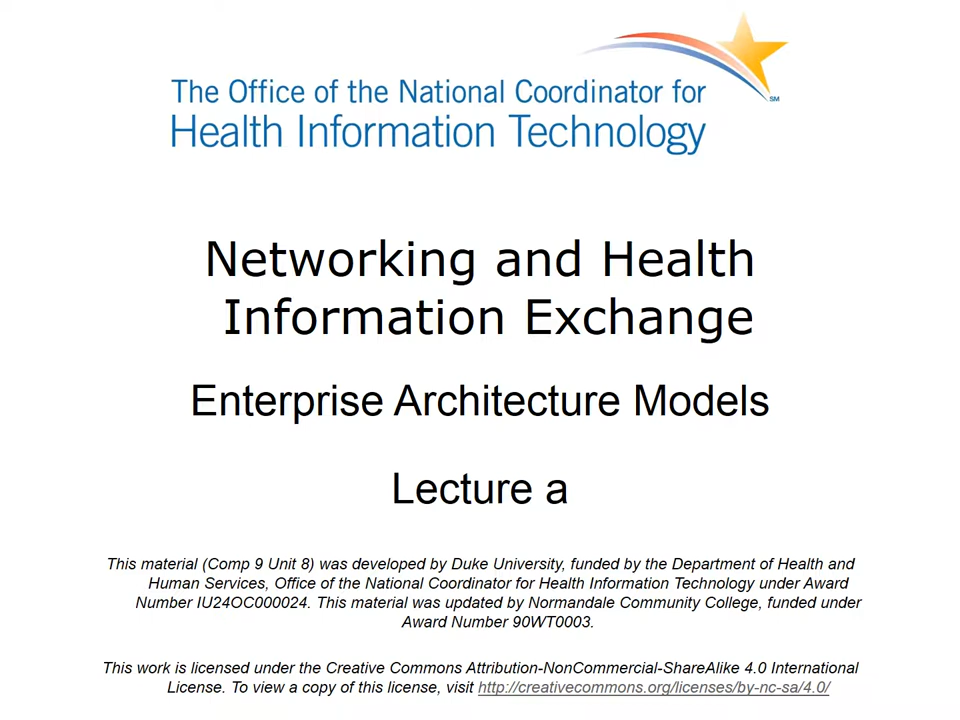 The Office of the National Coordinator for
Health Information Technology
SM
Networking and Health
Information Exchange
Enterprise Architecture Models
Lecture a
This material (Comp 9 Unit 8) was developed by Duke University, funded by the Department of Health and
Human Services, Office of the National Coordinator for Health Information Technology under Award
Number IU24OC000024. This material was updated by Normandale Community College, funded under
Award Number 90WT0003.
This work is licensed under the Creative Commons Attribution-NonCommercial-ShareAlike 4.0 International
License. To view a copy of this license, visit http://creativecommons.org/licenses/by-nc-sa/4.0/